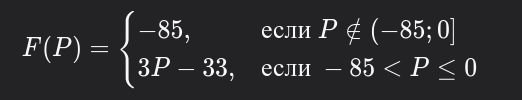 F(P) = { −85, если P ∉ (−85; 0]
3P − 33, если −85 < P ≤ 0